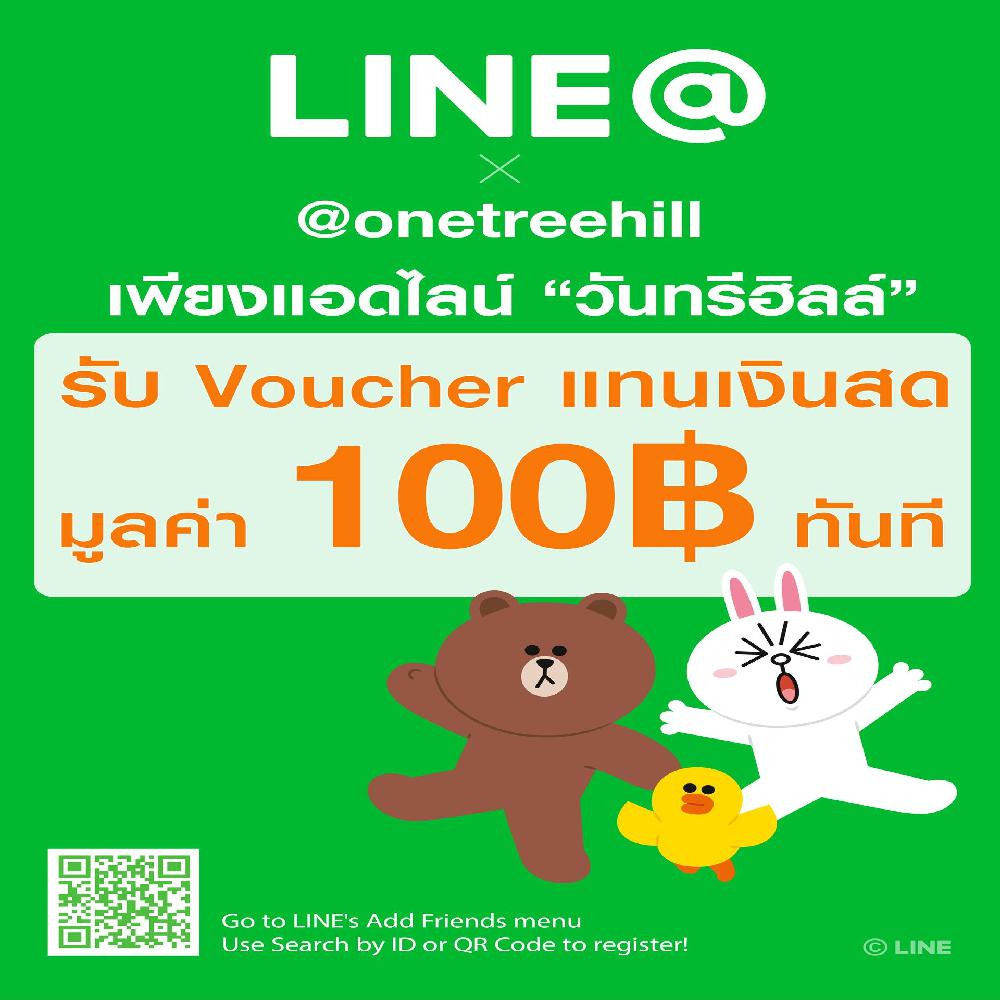 LINE@
@onetreehill
เพียงแอดไลน์ “วันทรีฮิลล์”
รับ Voucher แทนเงินสด
มูลค่า 100฿ ทันที
Go to LINE's Add Friends menu
Use Search by ID or QR Code to register!
© LINE